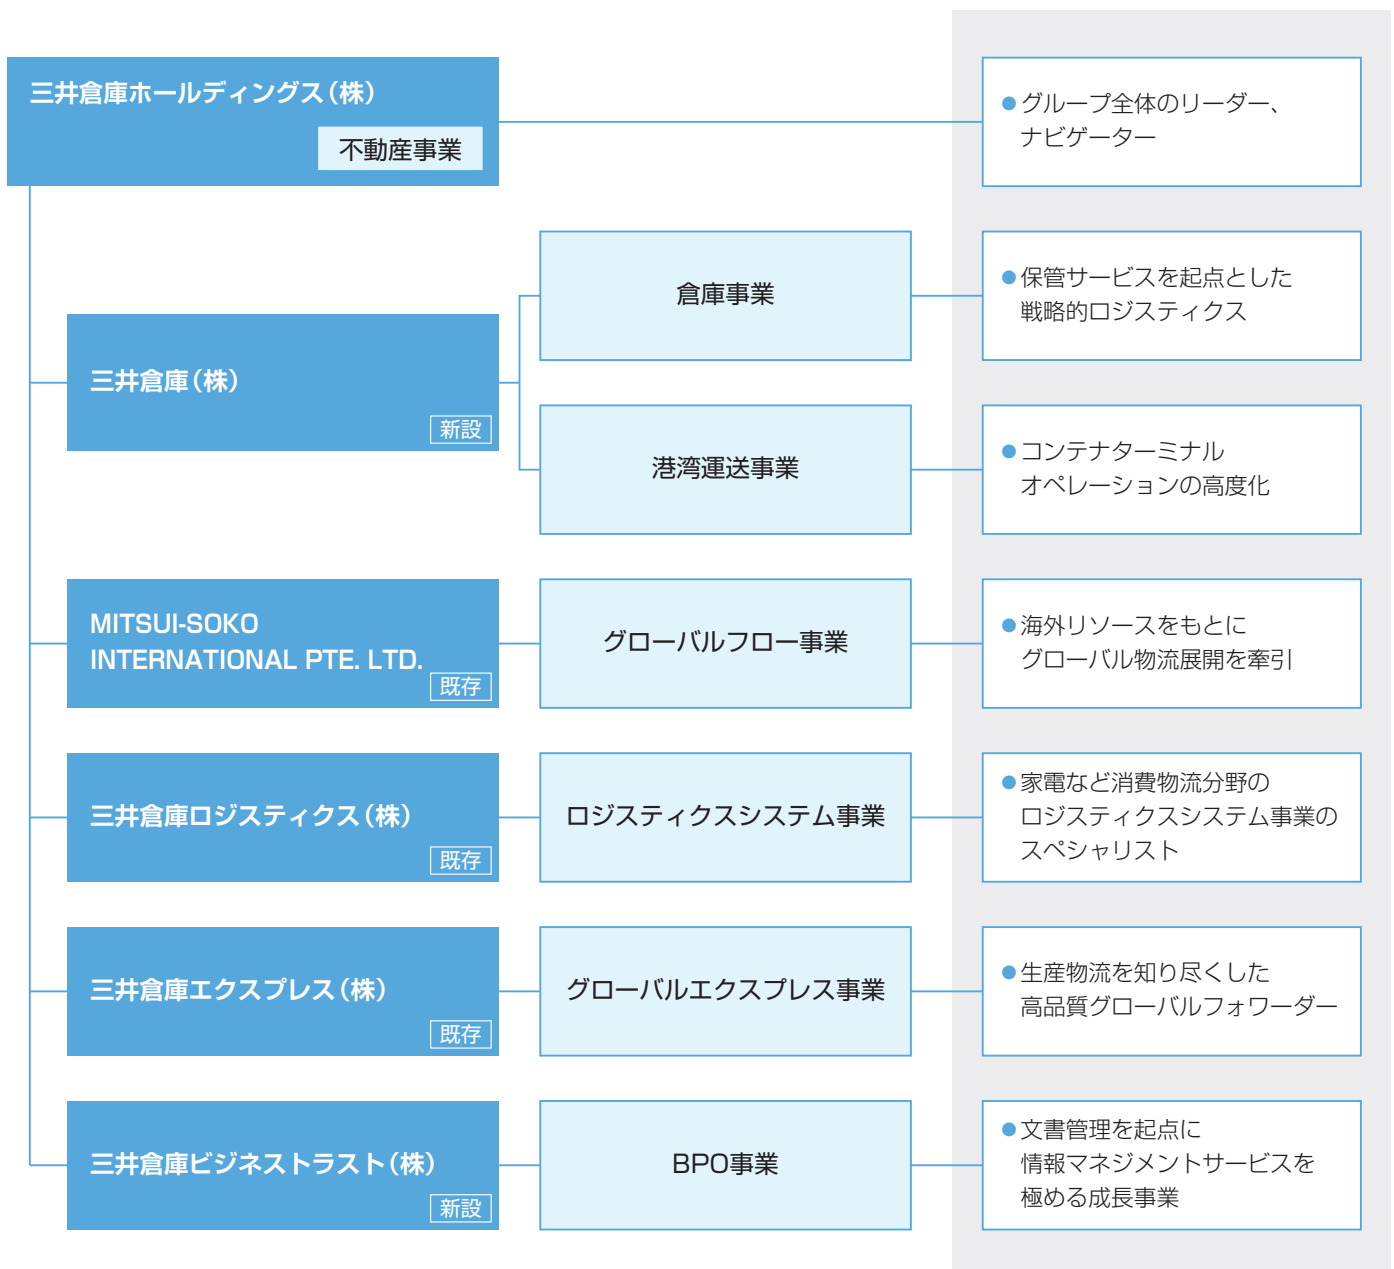 三井倉庫ホールディングス（株）
不動産事業
●グループ全体のリーダー、
ナビゲーター
三井倉庫（株）
新設
倉庫事業
●保管サービスを起点とした
戦略的ロジスティクス
港湾運送事業
●コンテナターミナル
オペレーションの高度化
MITSUI-SOKO
INTERNATIONAL PTE. LTD.
既存
グローバルフロー事業
●海外リソースをもとに
グローバル物流展開を牽引
三井倉庫ロジスティクス（株）
既存
ロジスティクスシステム事業
●家電など消費物流分野の
ロジスティクスシステム事業の
スペシャリスト
三井倉庫エクスプレス（株）
既存
グローバルエクスプレス事業
●生産物流を知り尽くした
高品質グローバルフォワーダー
三井倉庫ビジネストラスト（株）
新設
BPO事業
●文書管理を起点に
情報マネジメントサービスを
極める成長事業